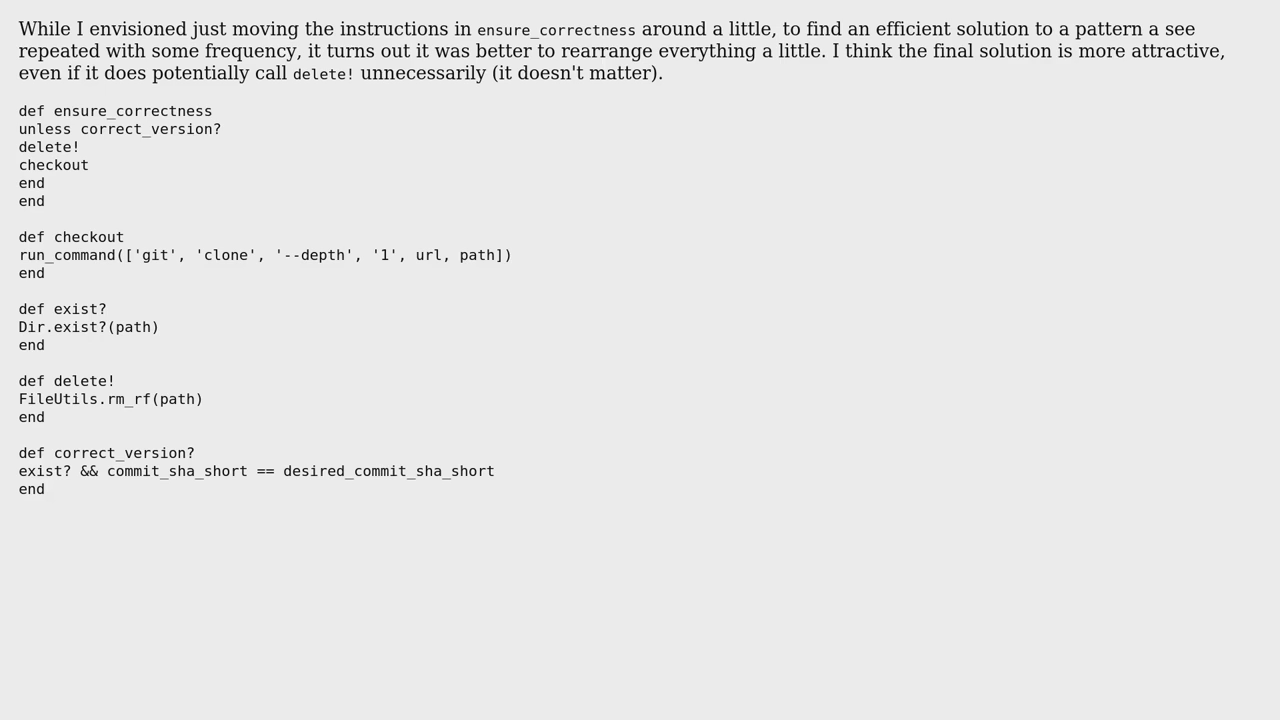 While I envisioned just moving the instructions in ensure_correctness around a little, to find an efficient solution to a pattern a see
repeated with some frequency, it turns out it was better to rearrange everything a little. I think the final solution is more attractive,
even if it does potentially call delete! unnecessarily (it doesn't matter).
def ensure_correctness
unless correct_version?
delete!
checkout
end
end
def checkout
run_command(['git', 'clone', '--depth', '1', url, path])
end
def exist?
Dir.exist?(path)
end
def delete!
FileUtils.rm_rf(path)
end
def correct_version?
exist? && commit_sha_short == desired_commit_sha_short
end